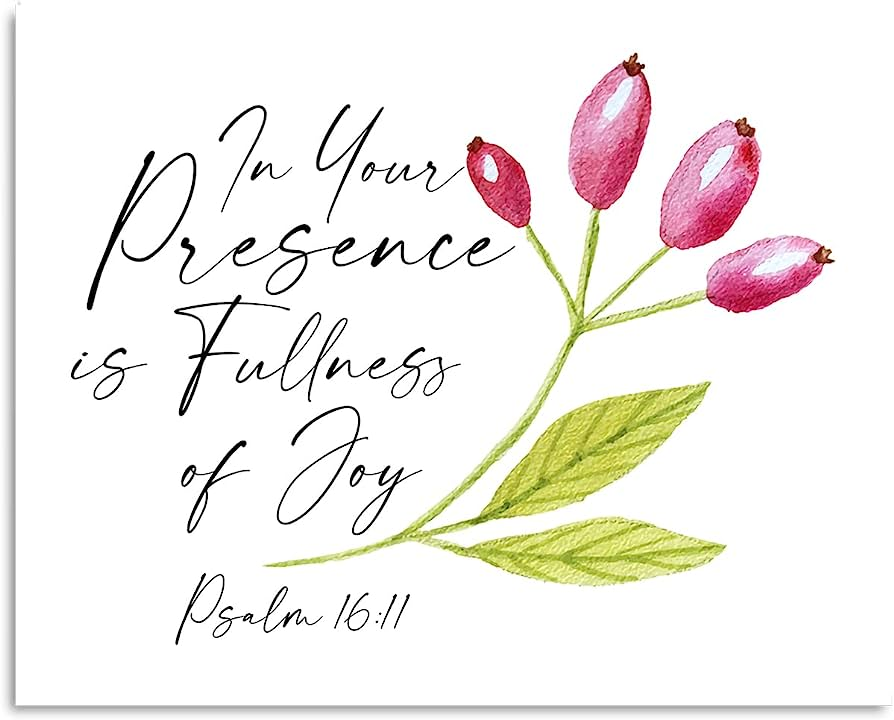 In Your
Presence
is Fullness
of Joy
Psalm 16:11